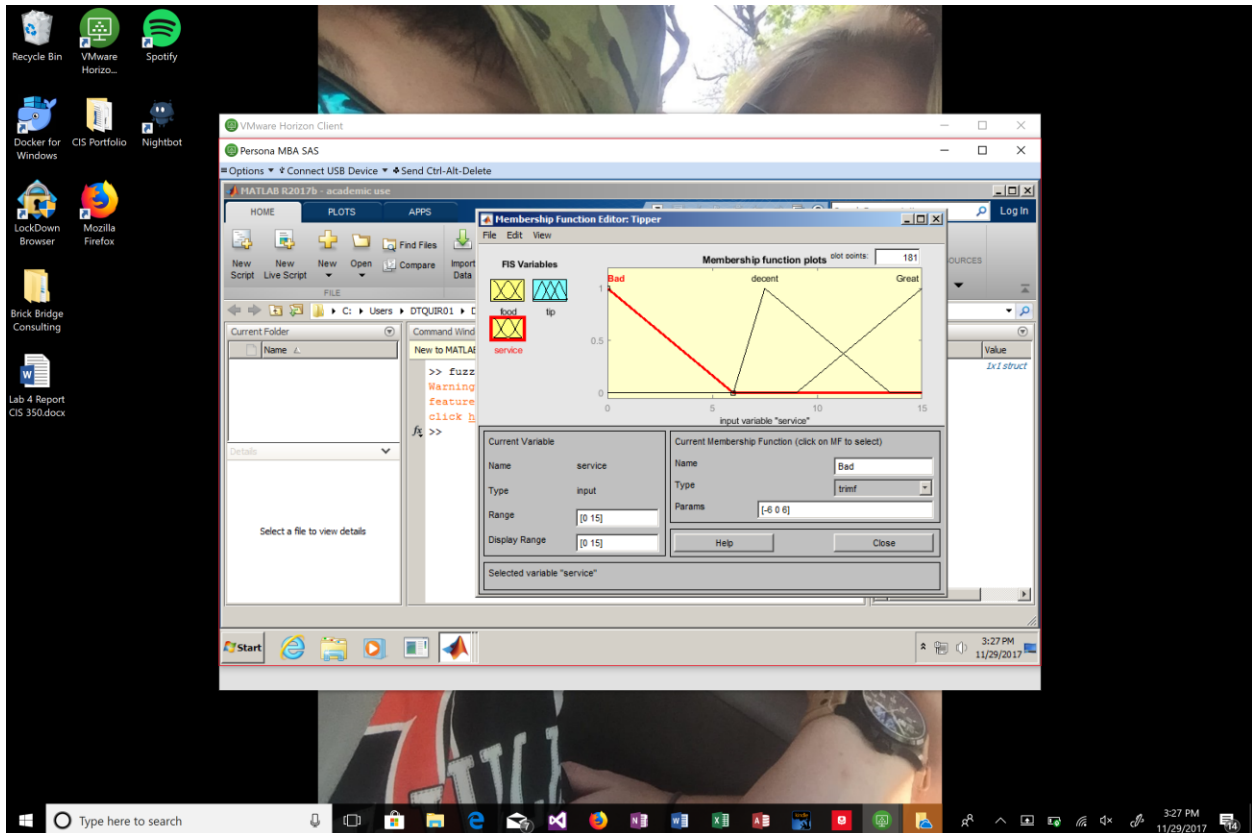 Recycle Bin
VMware Horizo...
Spotify
Docker for Windows
CIS Portfolio
Nightbot
LockDown Browser
Mozilla Firefox
Brick Bridge Consulting
Lab 4 Report CIS 350.docx
VMware Horizon Client
Persona MBA SAS
Options Connect USB Device Send Ctrl-Alt-Delete
MATLAB R2017b - academic use
HOME PLOTS APPS
Log In
New Script
New Live Script
New
Open
Find Files
Compare
Import Data
FILE
OURCES
C: Users DTQUIR01
Current Folder
Name
Command Wind
New to MATLAB
Value
1x1 struct
>> fuzz
Warning
feature
click h
fx >>
Details
Select a file to view details
Membership Function Editor: Tipper
File Edit View
FIS Variables
food
tip
service
Membership function plots
plot points: 181
Bad decent Great
1
0.5
0
0 5 10 15
input variable "service"
Current Variable
Name service
Type input
Range [0 15]
Display Range [0 15]
Current Membership Function (click on MF to select)
Name Bad
Type trimf
Params [-6 0 6]
Help Close
Selected variable "service"
Start
3:27 PM
11/29/2017
Type here to search
3:27 PM
11/29/2017